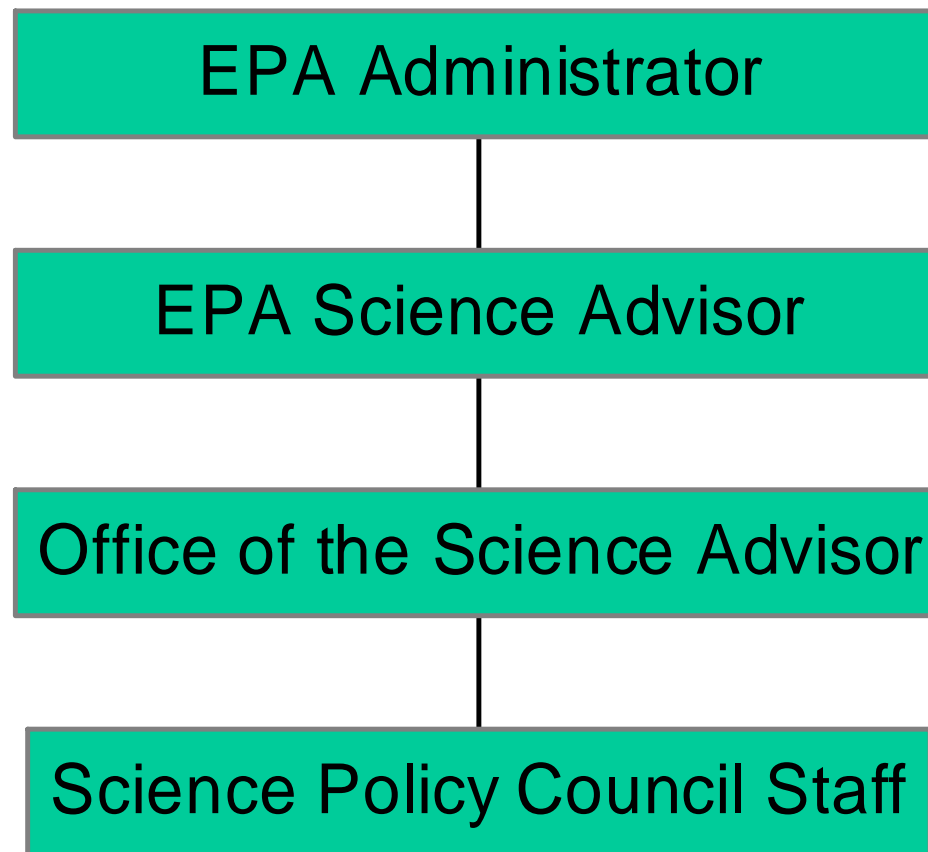 EPA Administrator
EPA Science Advisor
Office of the Science Advisor
Science Policy Council Staff